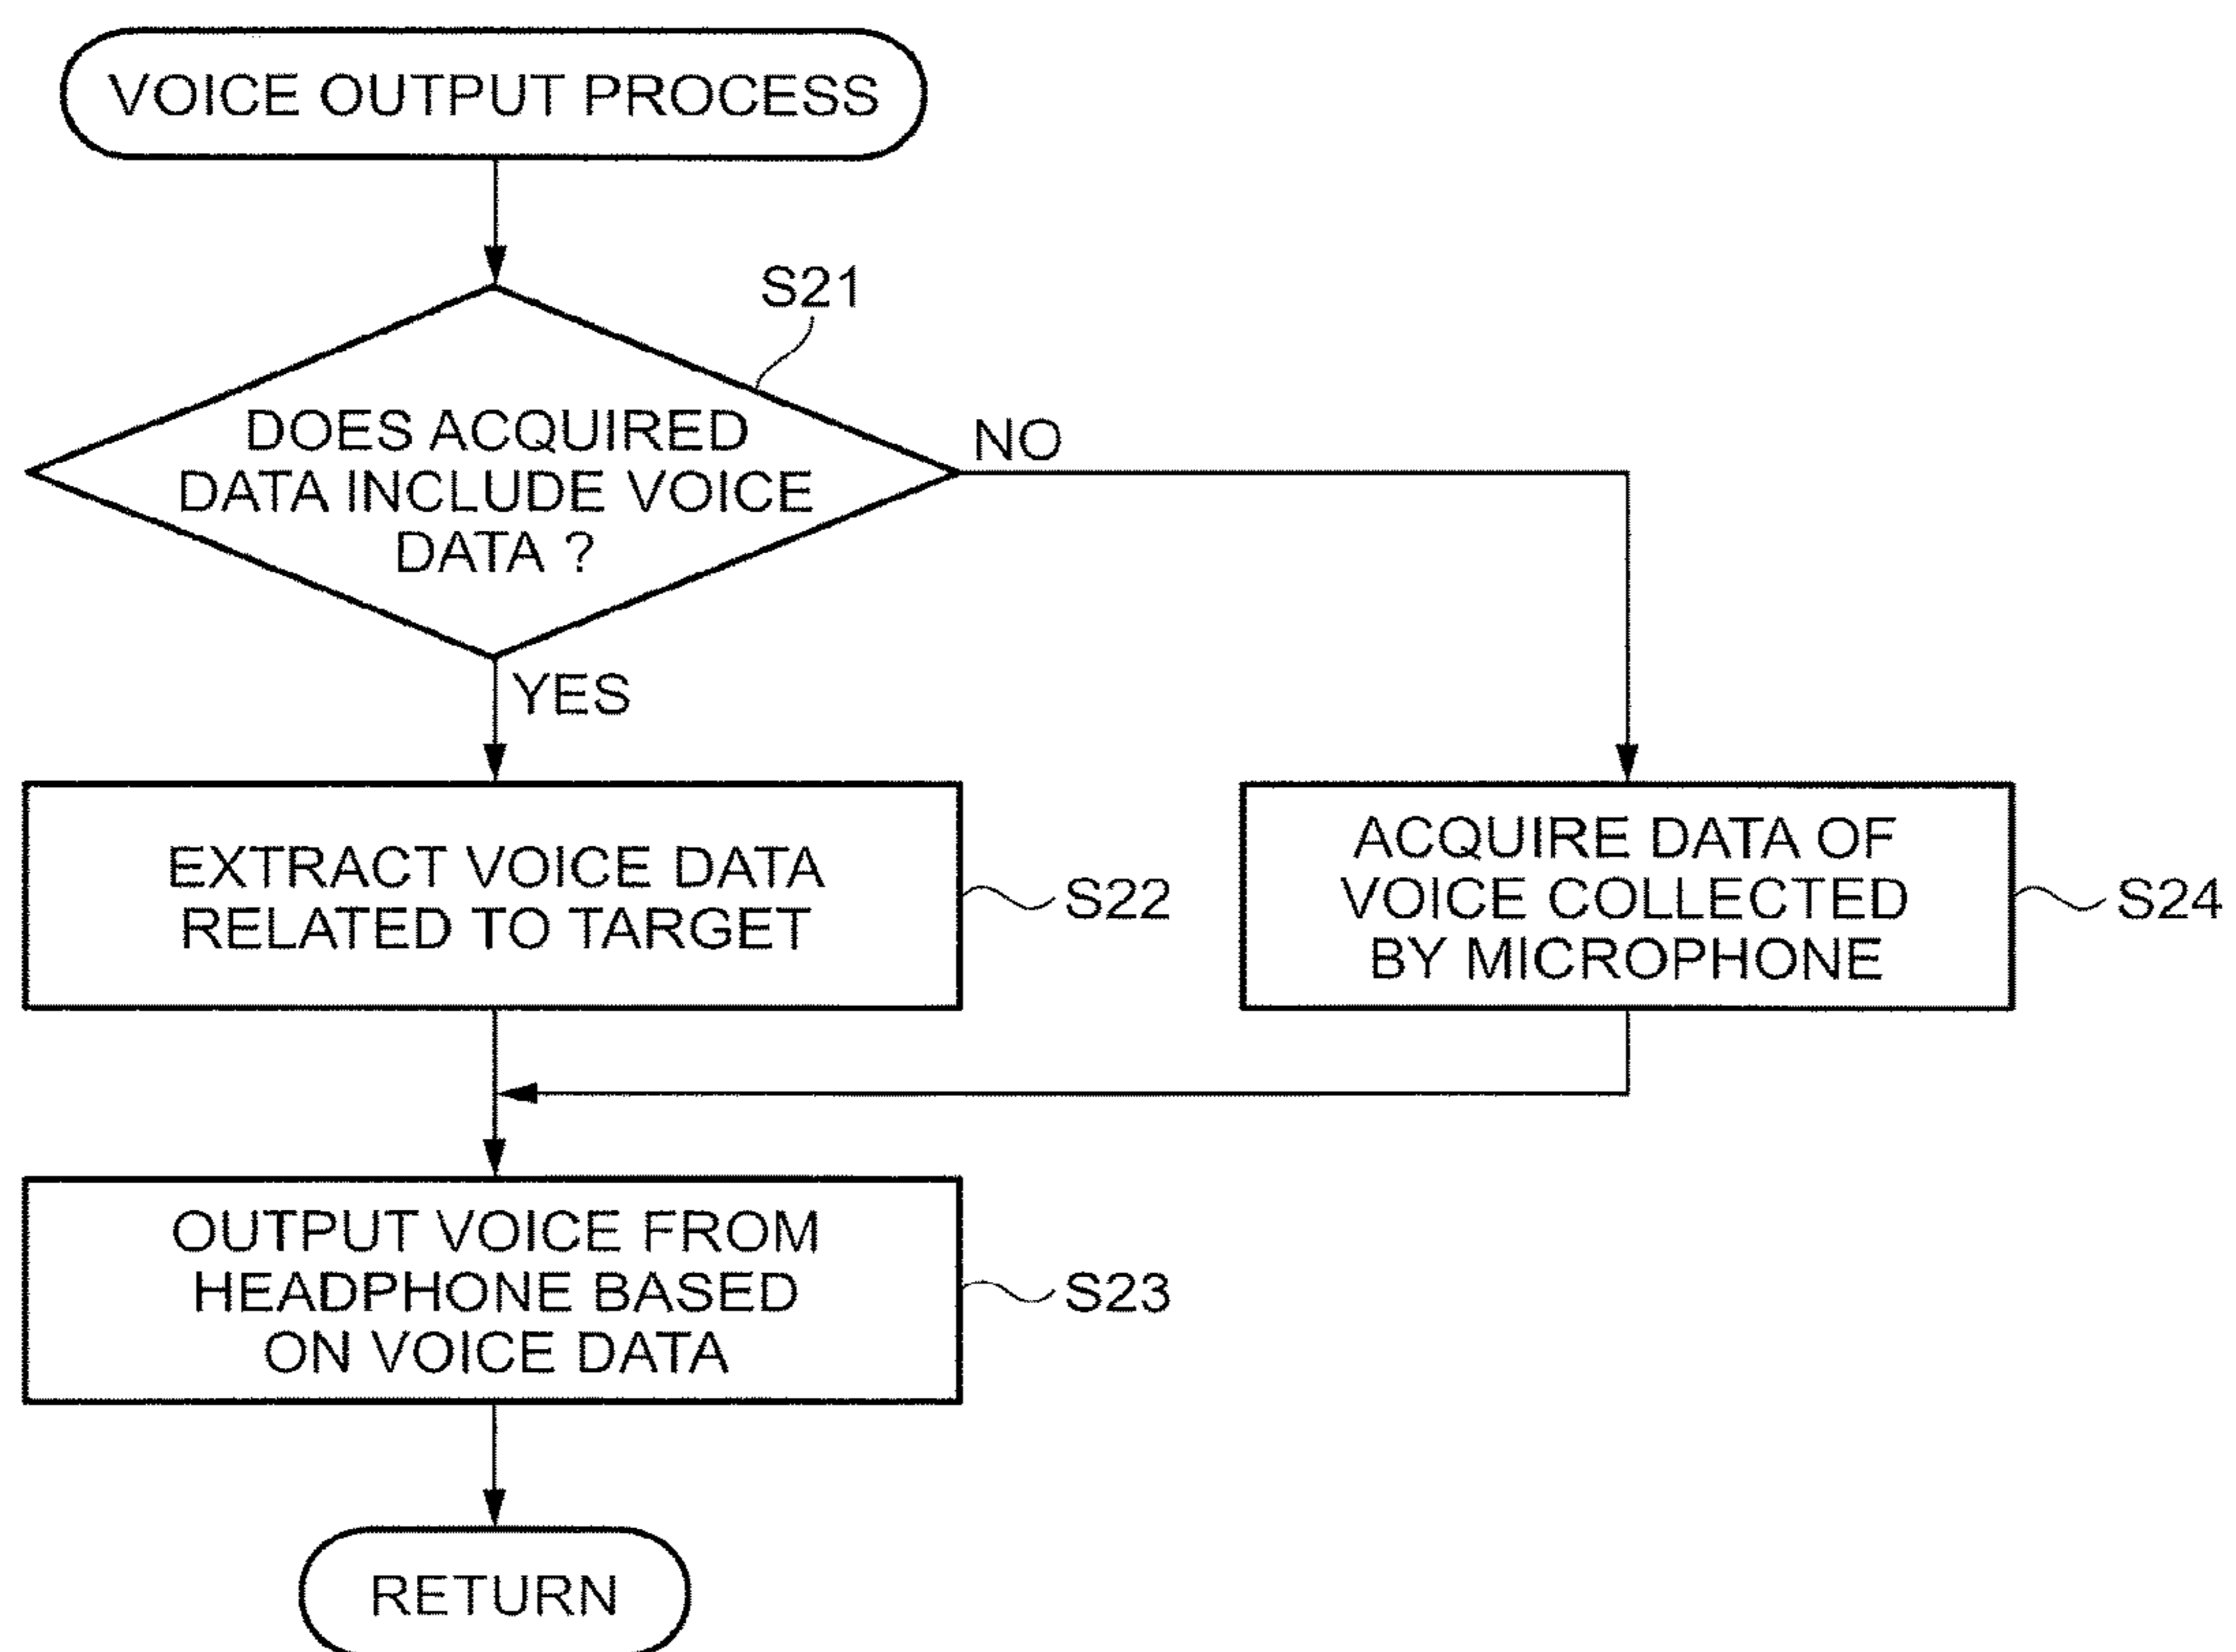 VOICE OUTPUT PROCESS
S21
DOES ACQUIRED
DATA INCLUDE VOICE
DATA ?
NO
YES
EXTRACT VOICE DATA
RELATED TO TARGET
S22
ACQUIRE DATA OF
VOICE COLLECTED
BY MICROPHONE
S24
OUTPUT VOICE FROM
HEADPHONE BASED
ON VOICE DATA
S23
RETURN